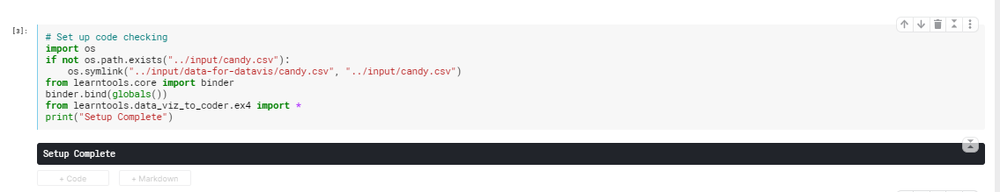 [3]:
# Set up code checking
import os
if not os.path.exists("../input/candy.csv"):
    os.symlink("../input/data-for-datavis/candy.csv", "../input/candy.csv")
from learntools.core import binder
binder.bind(globals())
from learntools.data_viz_to_coder.ex4 import *
print("Setup Complete")
Setup Complete
+ Code + Markdown